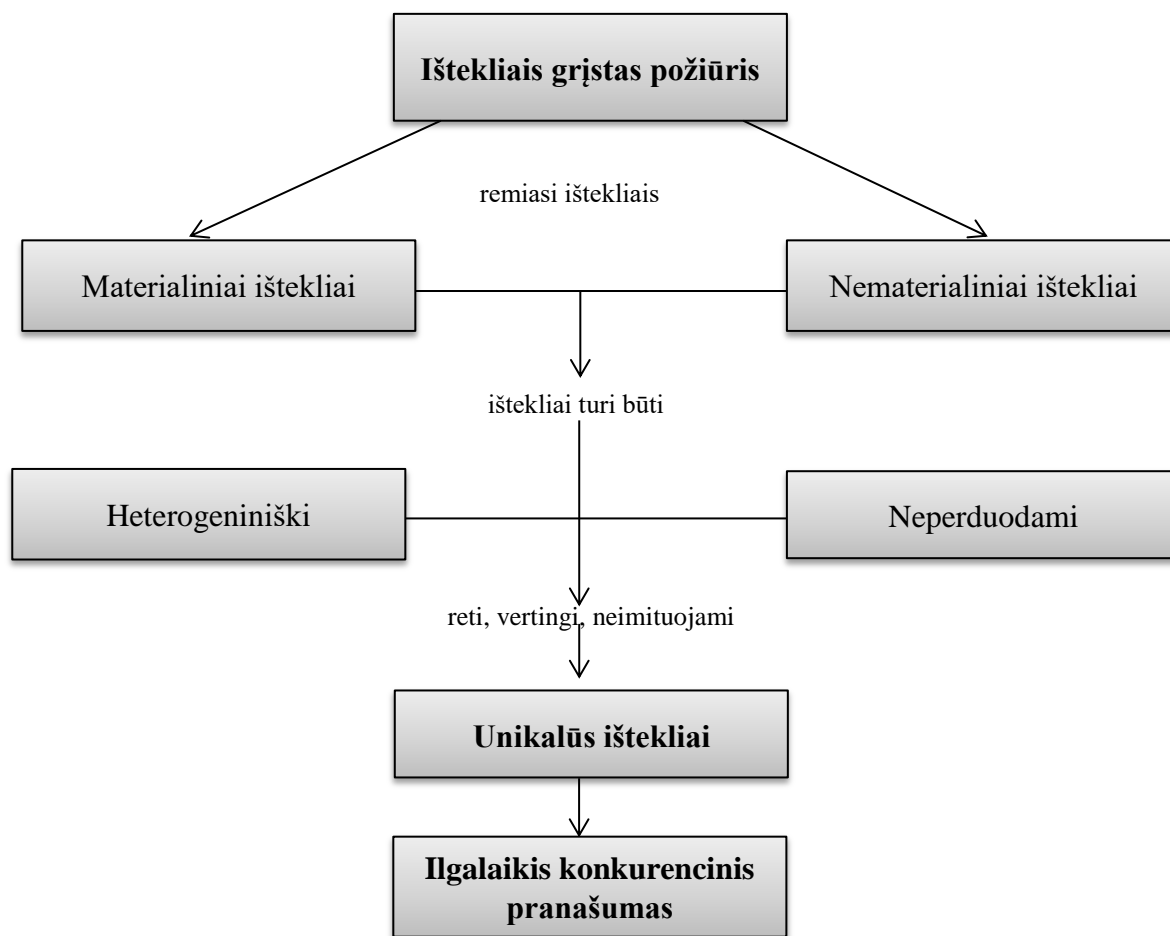 Ištekliais grįstas požiūris
remiasi ištekliais
Materialiniai ištekliai
Nematerialiniai ištekliai
ištekliai turi būti
Heterogeniniški
Neperduodami
reti, vertingi, neimituojami
Unikalūs ištekliai
Ilgalaikis konkurencinis
pranašumas